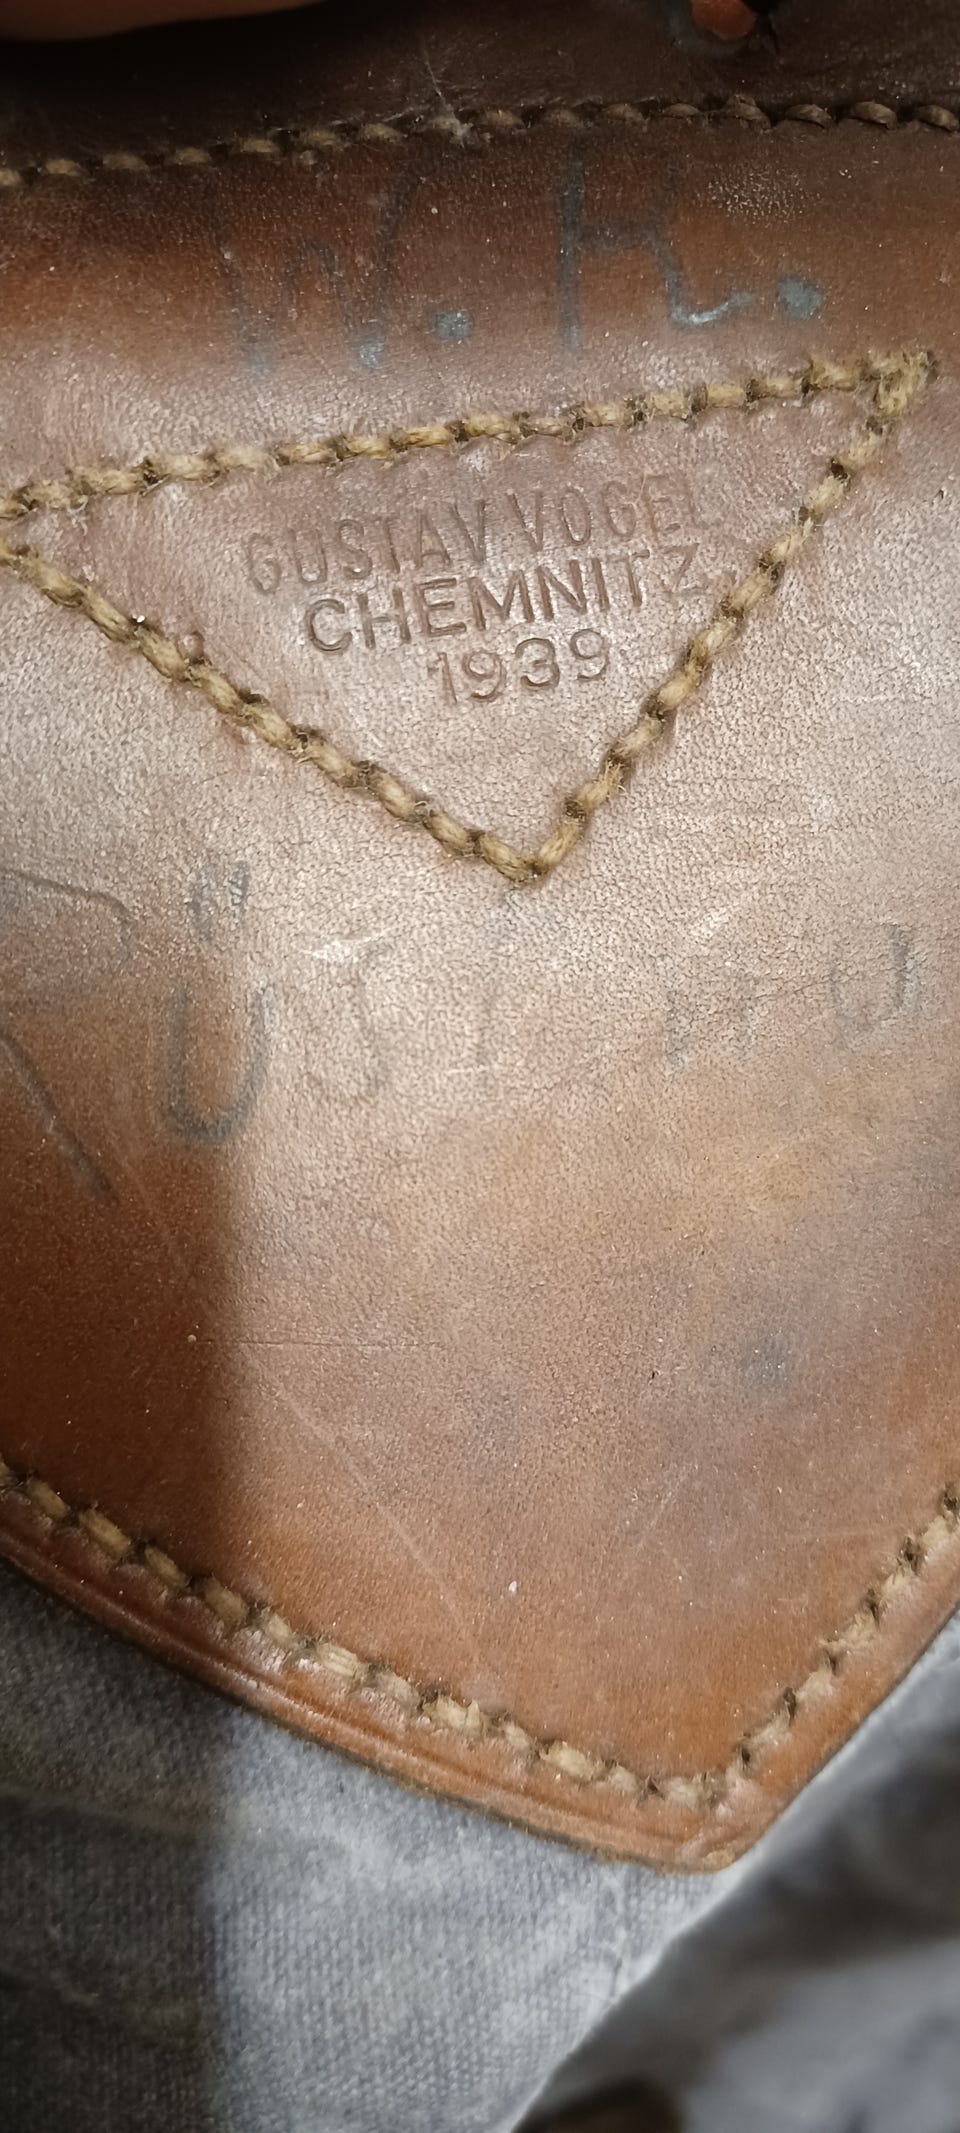 W. R.
GUSTAV VOGEL
CHEMNITZ
1939